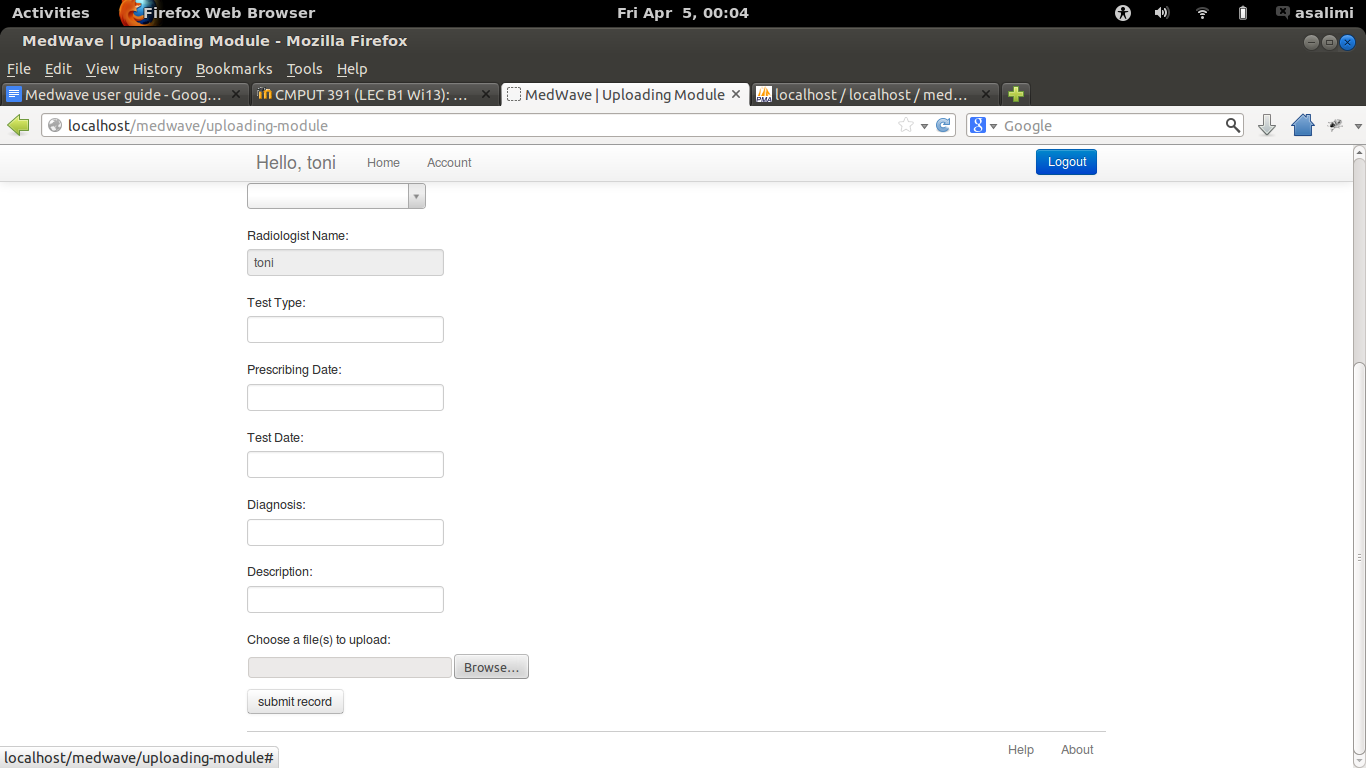 Activities Firefox Web Browser Fri Apr 5, 00:04 asalimi
MedWave | Uploading Module - Mozilla Firefox
File Edit View History Bookmarks Tools Help
Medwave user guide - Goog... CMPUT 391 (LEC B1 Wi13): ... MedWave | Uploading Module localhost / localhost / med...
localhost/medwave/uploading-module Google
Hello, toni Home Account Logout
Radiologist Name:
toni
Test Type:
Prescribing Date:
Test Date:
Diagnosis:
Description:
Choose a file(s) to upload:
Browse...
submit record
Help About
localhost/medwave/uploading-module#